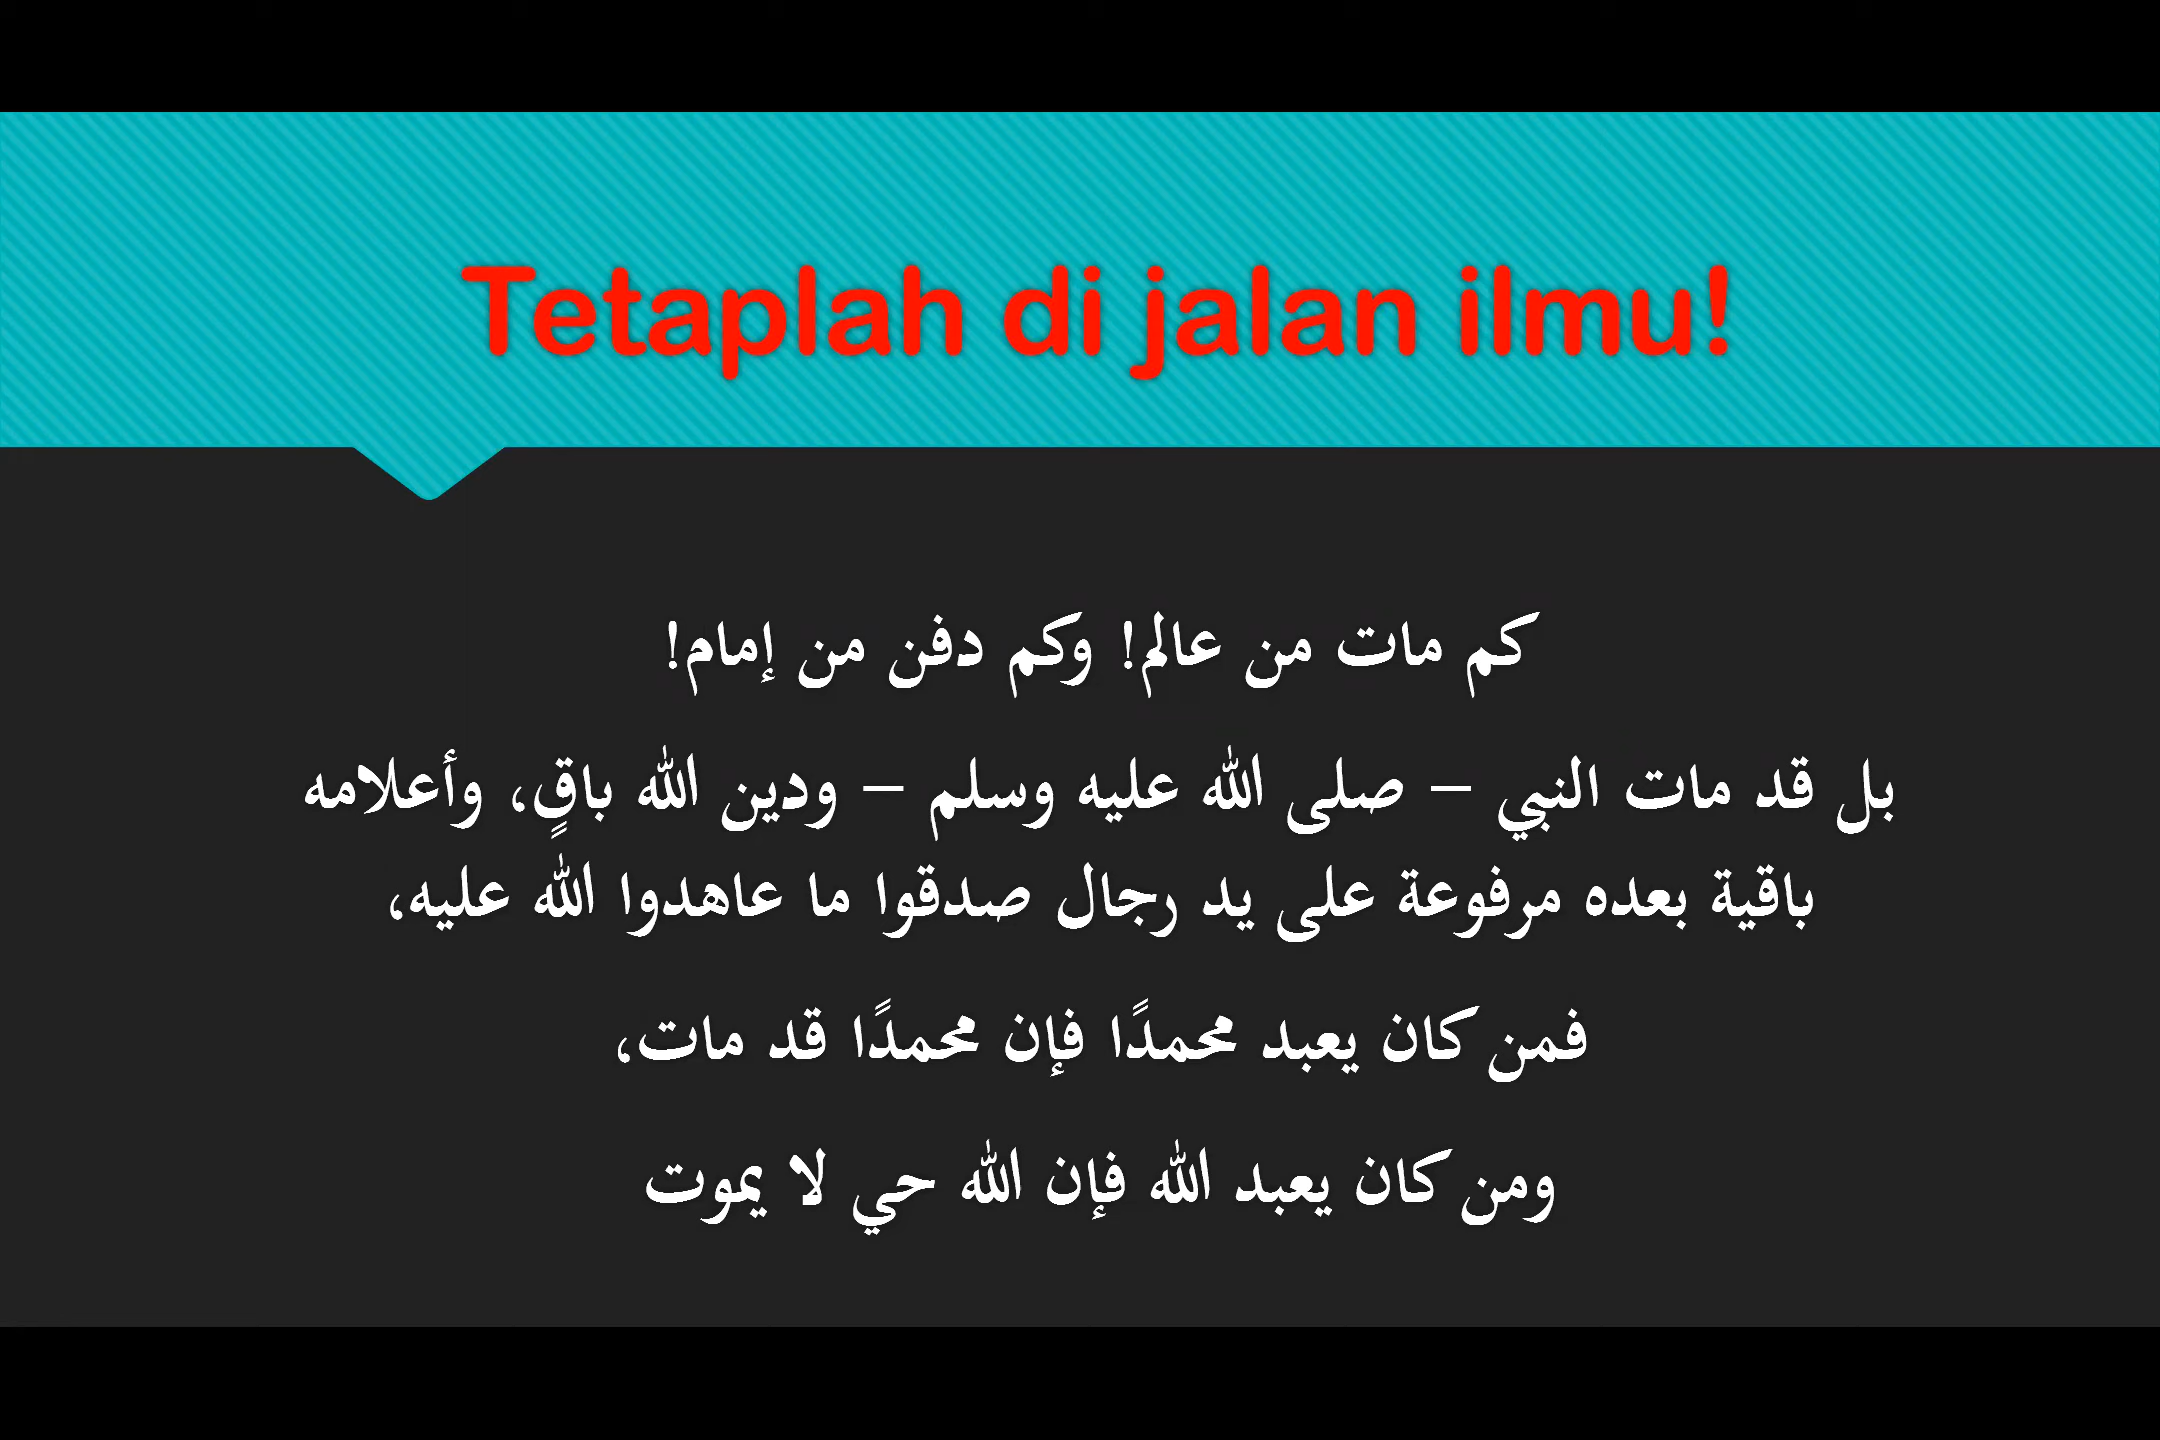 Tetaplah di jalan ilmu!
كم مات من عالم! وكم دفن من إمام!
بل قد مات النبي – صلى الله عليه وسلم – ودين الله باقٍ، وأعلامه
باقية بعده مرفوعة على يد رجال صدقوا ما عاهدوا الله عليه،
فمن كان يعبد محمدًا فإن محمدًا قد مات،
ومن كان يعبد الله فإن الله حي لا يموت